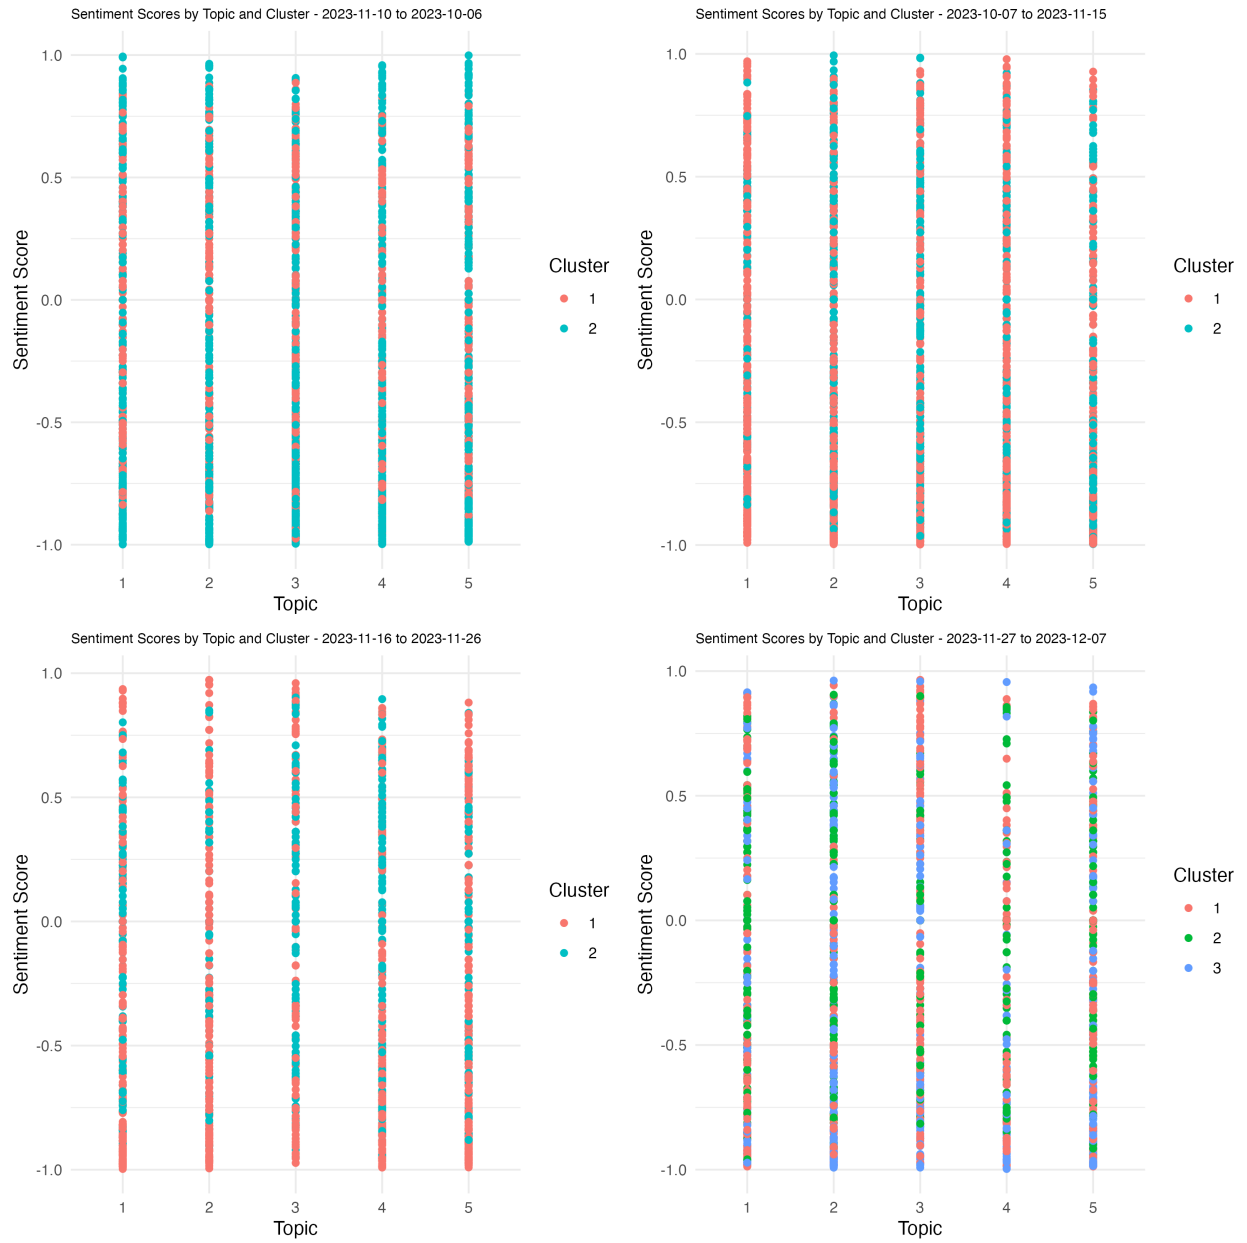 Sentiment Scores by Topic and Cluster - 2023-11-10 to 2023-10-06
1.0
0.5
0.0
-0.5
-1.0
Sentiment Score
1 2 3 4 5
Topic
Cluster
1
2
Sentiment Scores by Topic and Cluster - 2023-10-07 to 2023-11-15
1.0
0.5
0.0
-0.5
-1.0
Sentiment Score
1 2 3 4 5
Topic
Cluster
1
2
Sentiment Scores by Topic and Cluster - 2023-11-16 to 2023-11-26
1.0
0.5
0.0
-0.5
-1.0
Sentiment Score
1 2 3 4 5
Topic
Cluster
1
2
Sentiment Scores by Topic and Cluster - 2023-11-27 to 2023-12-07
1.0
0.5
0.0
-0.5
-1.0
Sentiment Score
1 2 3 4 5
Topic
Cluster
1
2
3